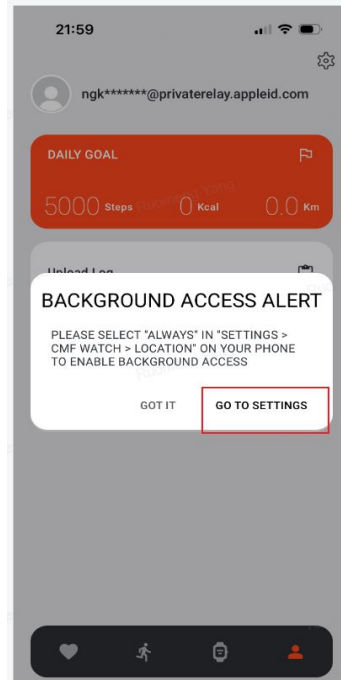 21:59
ngk*******@privaterelay.appleid.com
DAILY GOAL
5000 Steps 0 Kcal 0.0 Km
Upload Log
BACKGROUND ACCESS ALERT
PLEASE SELECT "ALWAYS" IN "SETTINGS >
CMF WATCH > LOCATION" ON YOUR PHONE
TO ENABLE BACKGROUND ACCESS
GOT IT GO TO SETTINGS